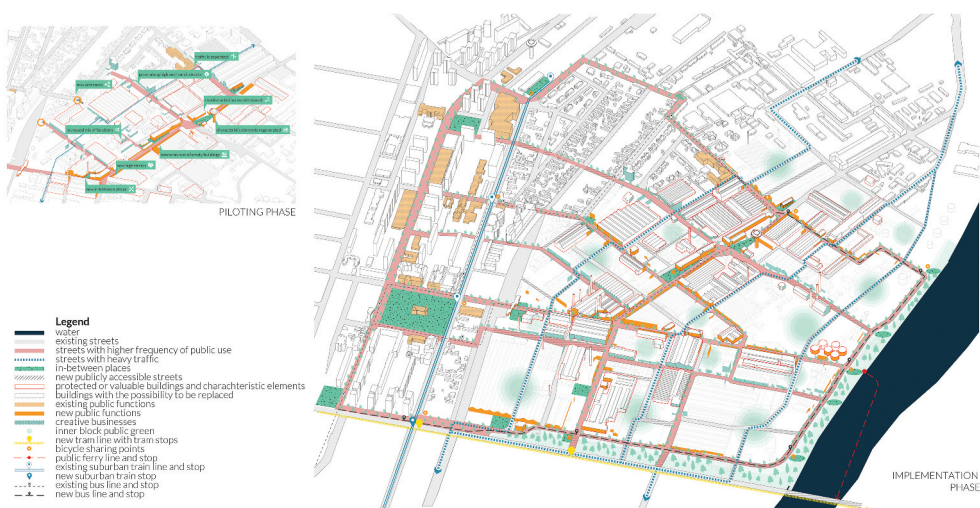 PILOTING PHASE
Legend
water
existing streets
streets with higher frequency of public use
streets with heavy traffic
in-between places
new publicly accessible streets
protected or valuable buildings and charachteristic elements
buildings with the possibility to be replaced
existing public functions
new public functions
creative businesses
inner block public green
new tram line with tram stops
bicycle sharing points
public ferry line and stop
existing suburban train line and stop
new suburban train stop
existing bus line and stop
new bus line and stop
IMPLEMENTATION
PHASE